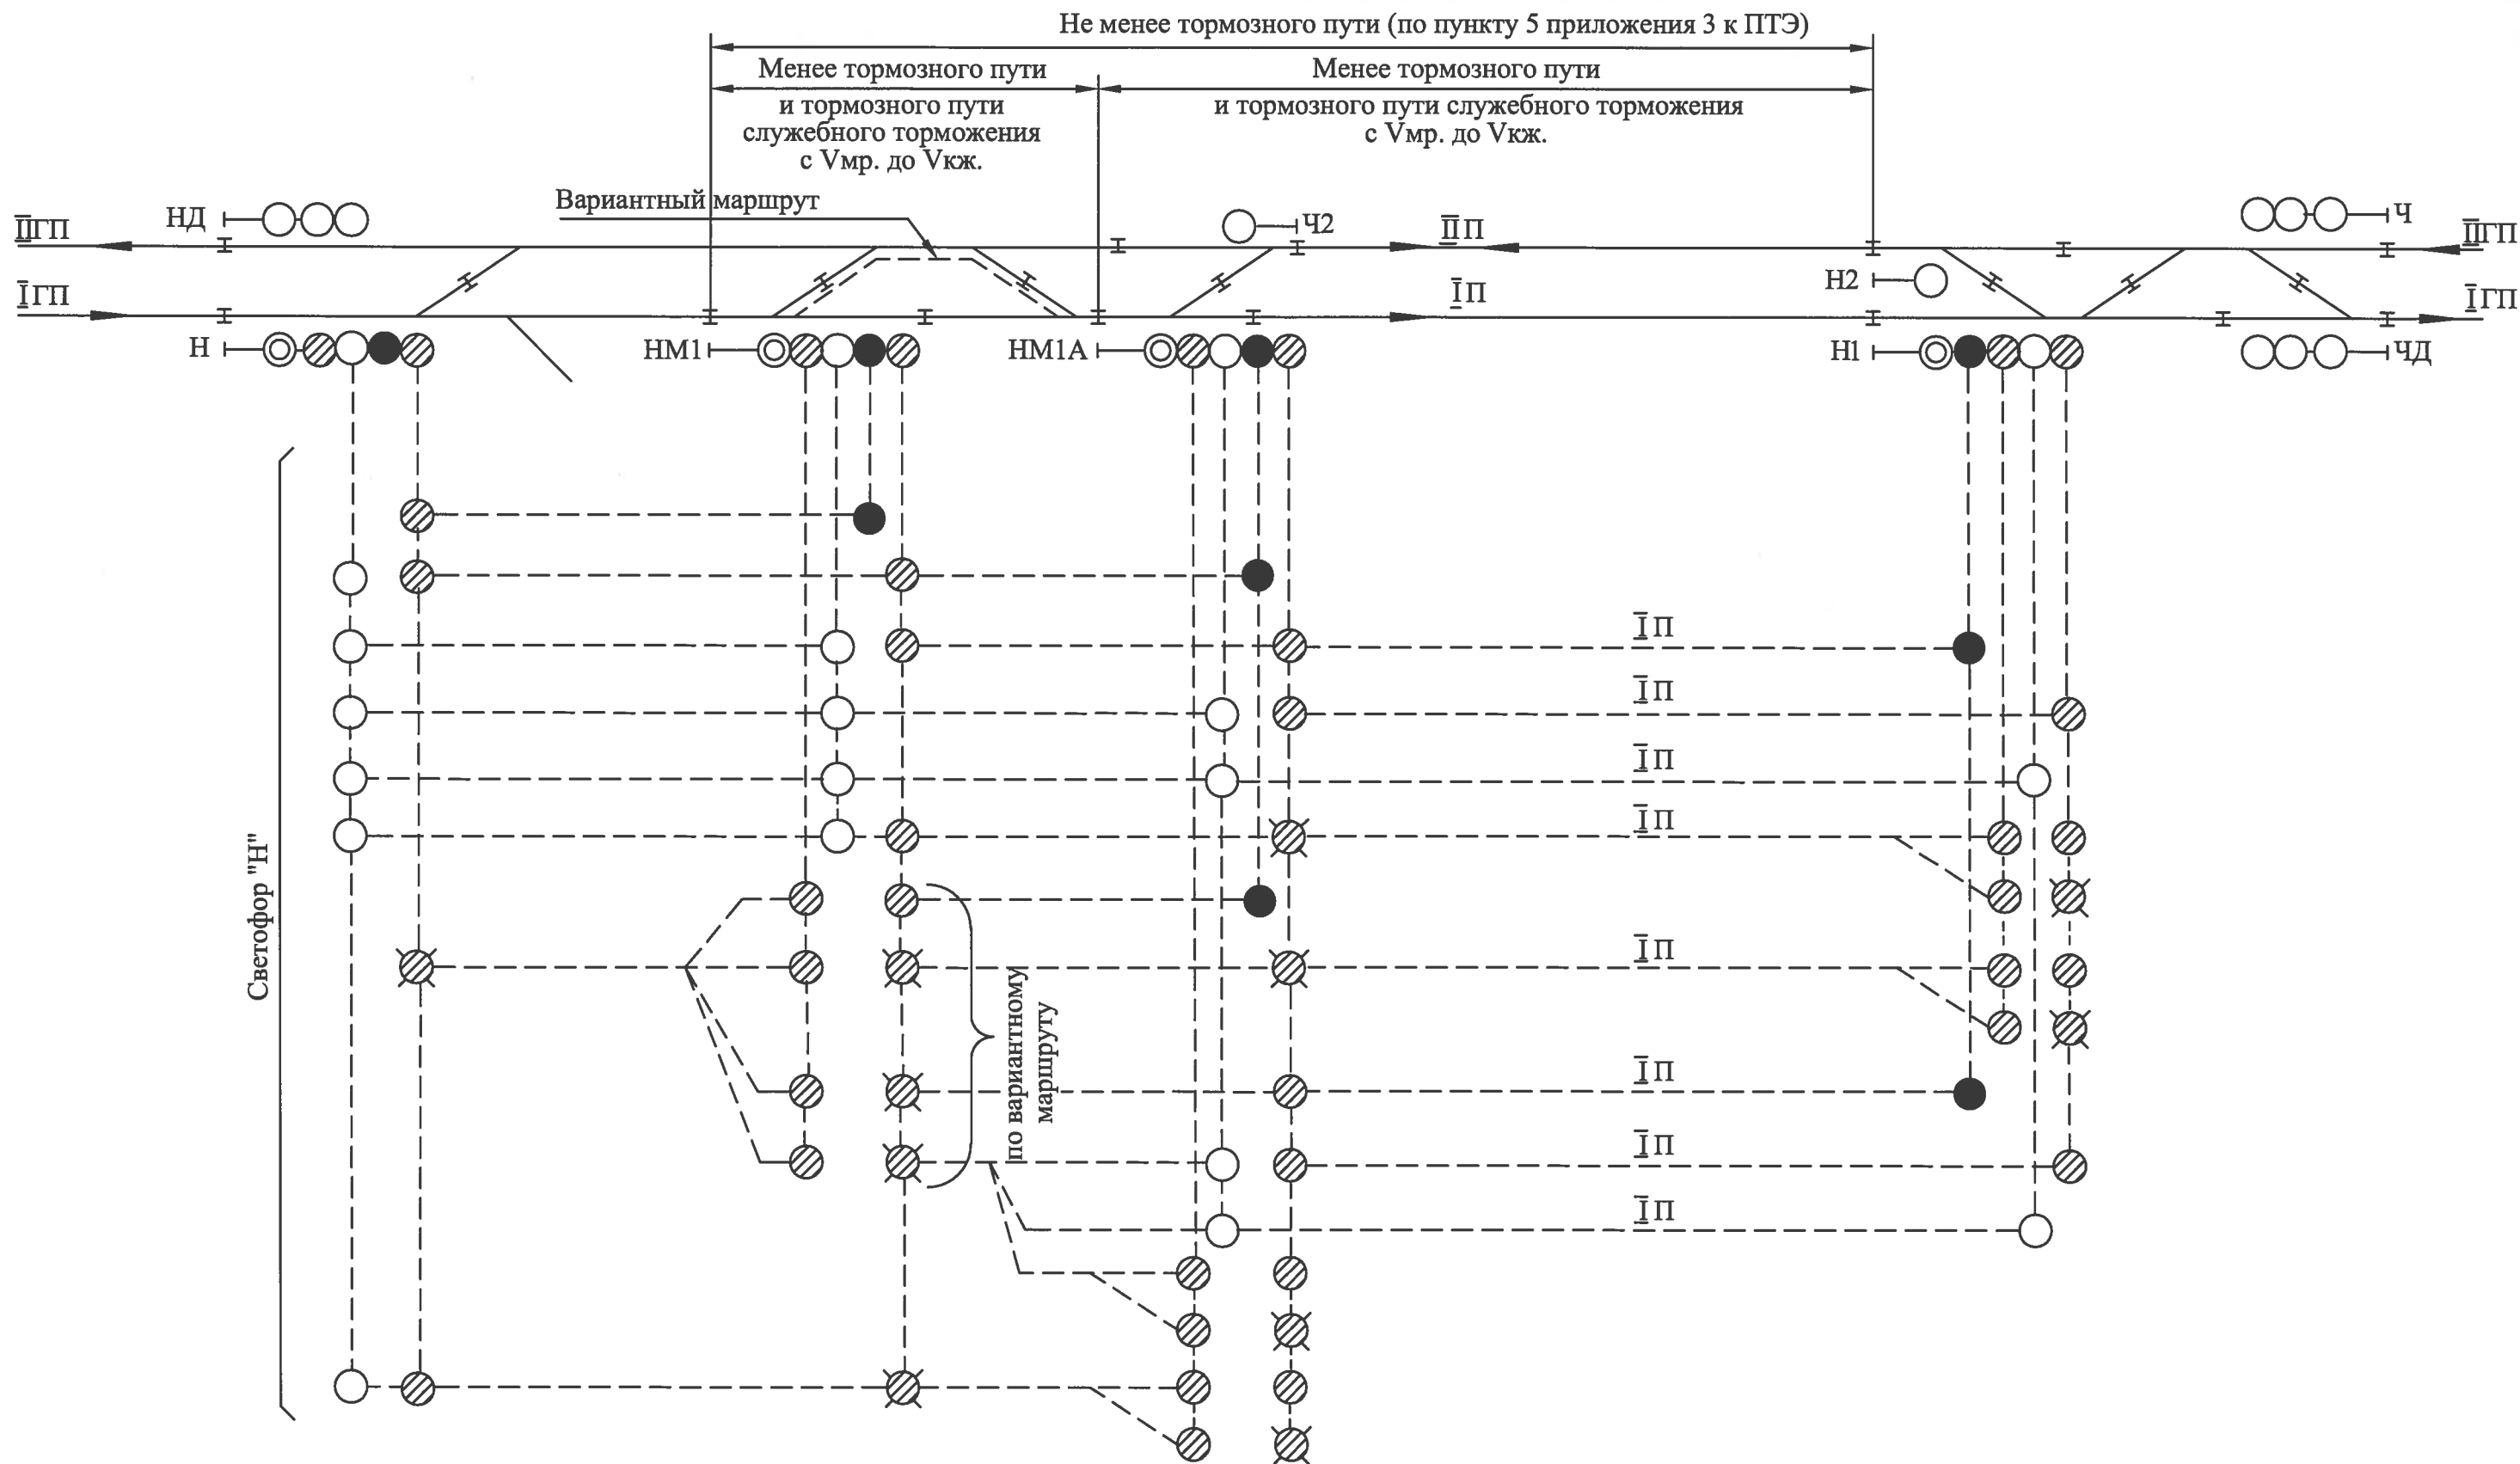 Не менее тормозного пути (по пункту 5 приложения 3 к ПТЭ)
Менее тормозного пути
и тормозного пути
служебного торможения
с Vмр. до Vкж.
Менее тормозного пути
и тормозного пути служебного торможения
с Vмр. до Vкж.
Вариантный маршрут
НД
Ч2
Ч
IIГП
IIП
IIГП
Н2
IГП
IП
IГП
Н
НМ1
НМ1А
Н1
ЧД
IП
IП
IП
IП
IП
IП
IП
IП
Светофор "Н"
по вариантному
маршруту